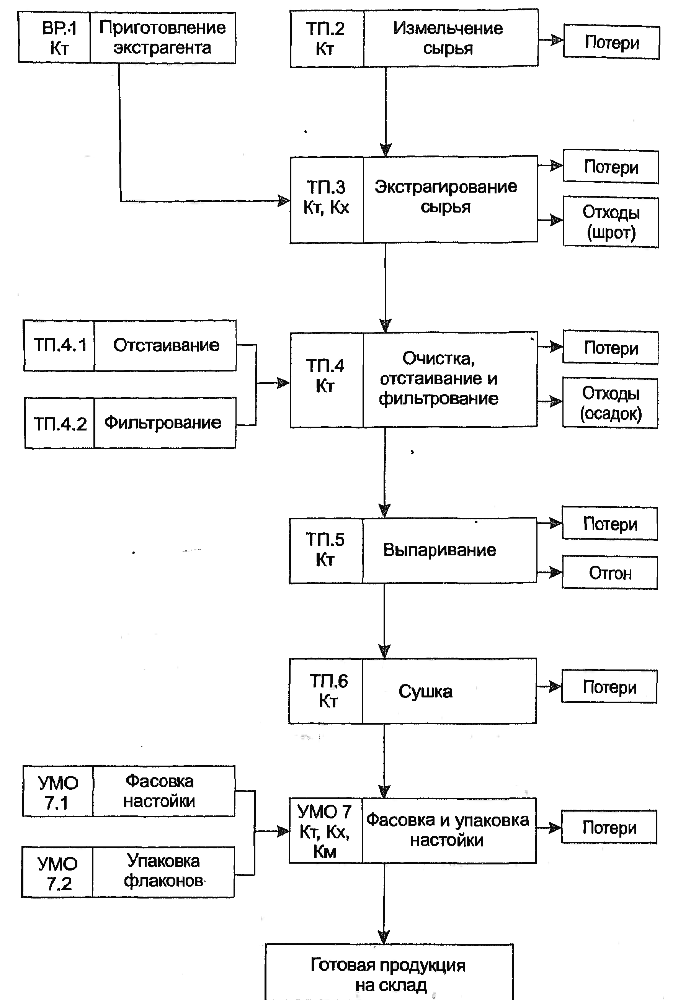 ВР.1
Кт
Приготовление
экстрагента
ТП.2
Кт
Измельчение
сырья
Потери
ТП.3
Кт, Кх
Экстрагирование
сырья
Потери
Отходы
(шрот)
ТП.4.1
Отстаивание
ТП.4.2
Фильтрование
ТП.4
Кт
Очистка,
отстаивание и
фильтрование
Потери
Отходы
(осадок)
ТП.5
Кт
Выпаривание
Потери
Отгон
ТП.6
Кт
Сушка
Потери
УМО
7.1
Фасовка
настойки
УМО
7.2
Упаковка
флаконов
УМО 7
Кт, Кх,
Км
Фасовка и упаковка
настойки
Потери
Готовая продукция
на склад